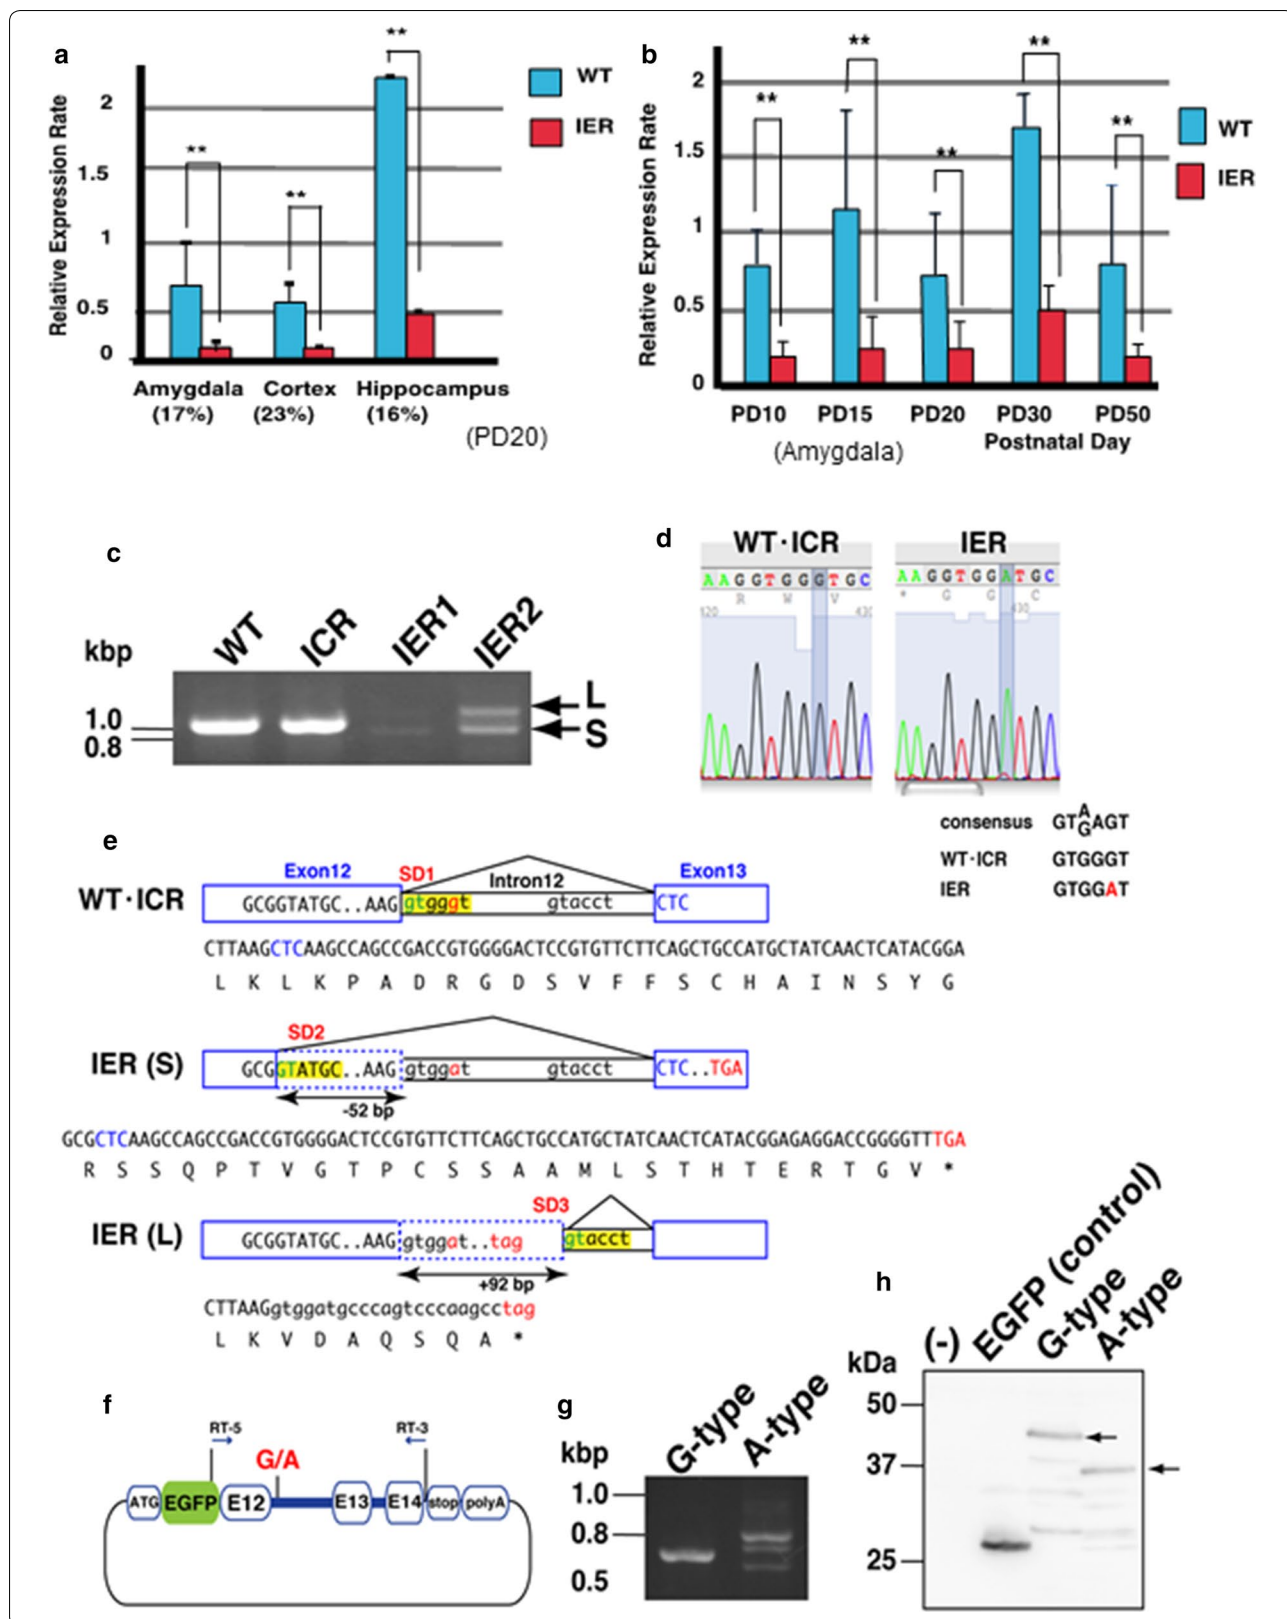 a
**
**
**
WT
IER
Relative Expression Rate
2
1.5
1
0.5
0
Amygdala Cortex Hippocampus
(17%) (23%) (16%)
(PD20)
b
**
**
**
**
**
WT
IER
Relative Expression Rate
2
1.5
1
0.5
0
PD10 PD15 PD20 PD30 PD50
(Amygdala)
Postnatal Day
c
WT ICR IER1 IER2
kbp
1.0
0.8
L
S
d
WT·ICR
AAGGTGGGTGC
R W V
420 430
IER
AAGGTGGATGC
* G G C
430
consensus GTAGAGT
WT·ICR GTGGGT
IER GTGGAT
e
Exon12 SD1 Intron12 Exon13
WT·ICR GCGGTATGC..AAG gtgggt gtacct CTC
CTTAAGCTCAAGCCAGCCGACCGTGGGGACTCCGTGTTCTTCAGCTGCCATGCTATCAACTCATACGGA
L K L K P A D R G D S V F F S C H A I N S Y G
SD2
IER (S) GCGGTATGC..AAG gtggat gtacct CTC..TGA
-52 bp
GCGCTCAAGCCAGCCGACCGTGGGGACTCCGTGTTCTTCAGCTGCCATGCTATCAACTCATACGGAGAGGACCGGGGTTTGA
R S S Q P T V G T P C S S A A M L S T H T E R T G V *
SD3
IER (L) GCGGTATGC..AAG gtggat..tag gtacct
+92 bp
CTTAAGgtggatgcccagtcccaagcctag
L K V D A Q S Q A *
f
RT-5 RT-3
G/A
ATG EGFP E12 E13 E14 stop polyA
g
G-type A-type
kbp
1.0
0.8
0.5
h
(-) EGFP (control) G-type A-type
kDa
50
37
25